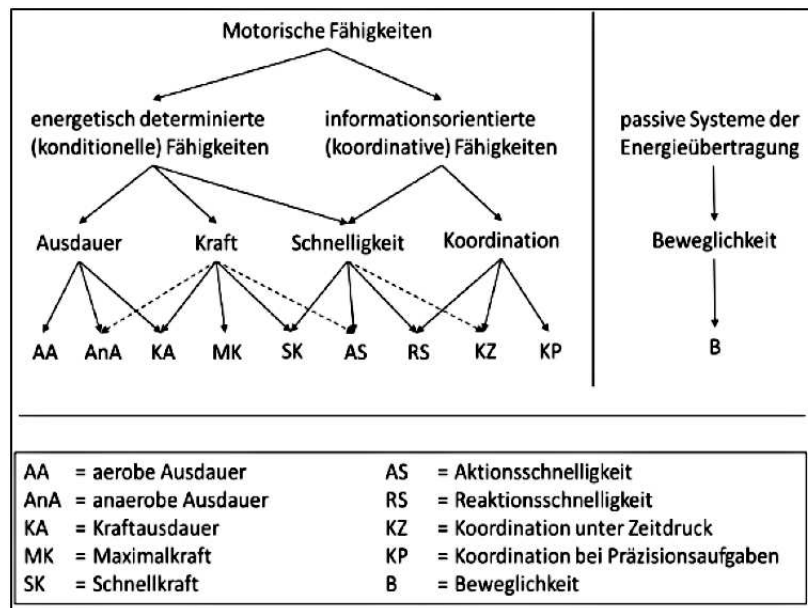 Motorische Fähigkeiten
energetisch determinierte
(konditionelle) Fähigkeiten
informationsorientierte
(koordinative) Fähigkeiten
passive Systeme der
Energieübertragung
Ausdauer Kraft Schnelligkeit Koordination Beweglichkeit
AA AnA KA MK SK AS RS KZ KP B
AA = aerobe Ausdauer
AnA = anaerobe Ausdauer
KA = Kraftausdauer
MK = Maximalkraft
SK = Schnellkraft
AS = Aktionsschnelligkeit
RS = Reaktionsschnelligkeit
KZ = Koordination unter Zeitdruck
KP = Koordination bei Präzisionsaufgaben
B = Beweglichkeit